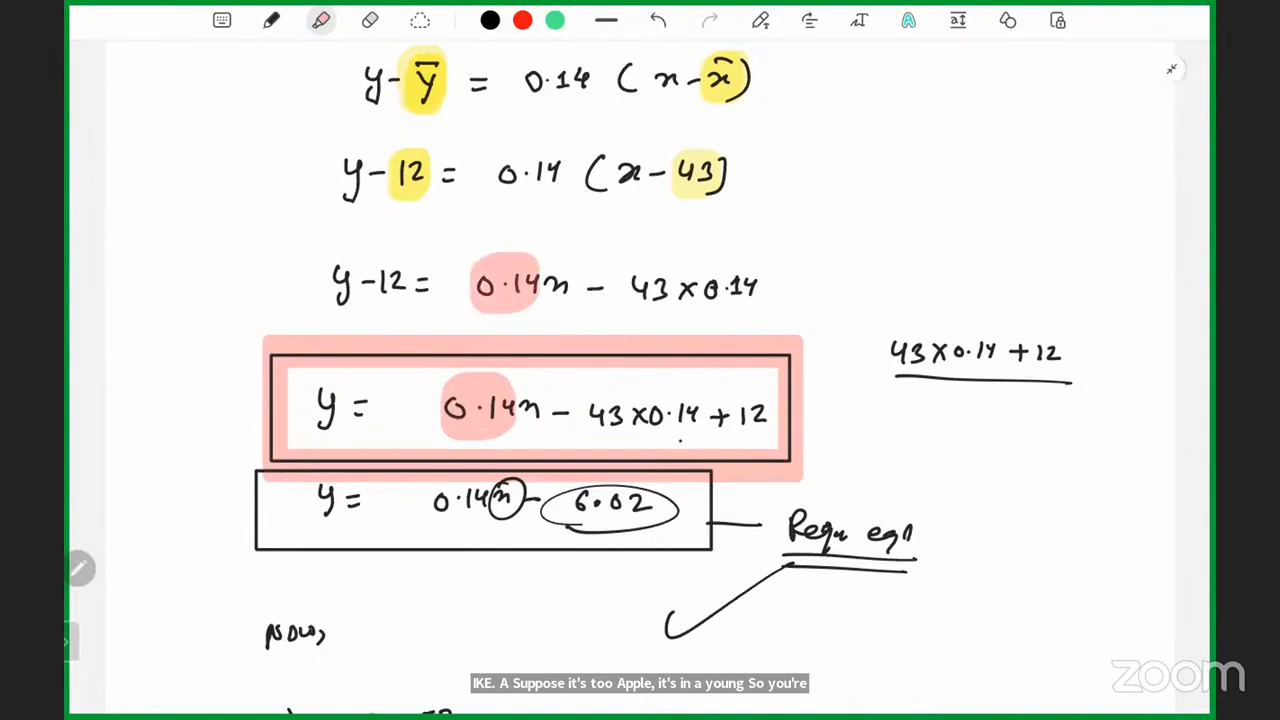 y - ȳ = 0.14 (x - x̄)
y - 12 = 0.14 (x - 43)
y - 12 = 0.14x - 43 × 0.14
43 × 0.14 + 12
y = 0.14x - 43 × 0.14 + 12
y = 0.14x - 6.02
Requ eqn
Now,
IKE. A Suppose it's too Apple, it's in a young So you're
zoom